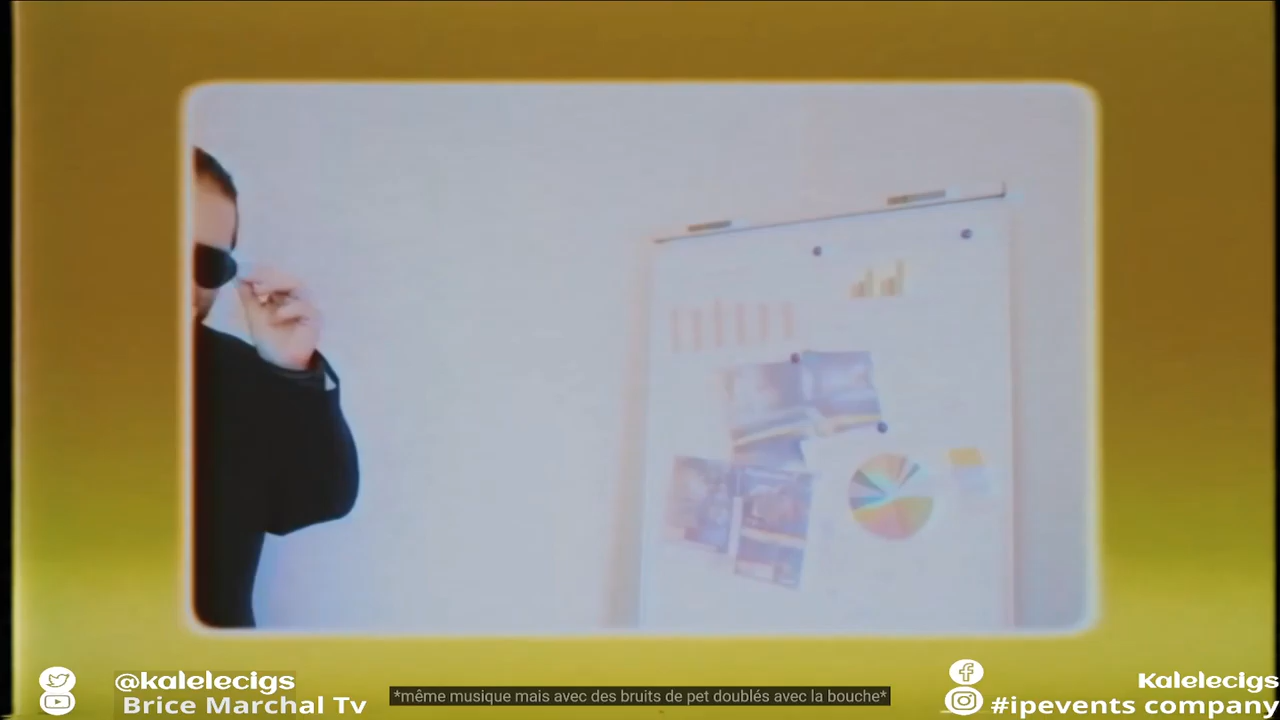 @kalelecigs
Brice Marchal Tv
*même musique mais avec des bruits de pet doublés avec la bouche*
Kalelecigs
#ipevents company